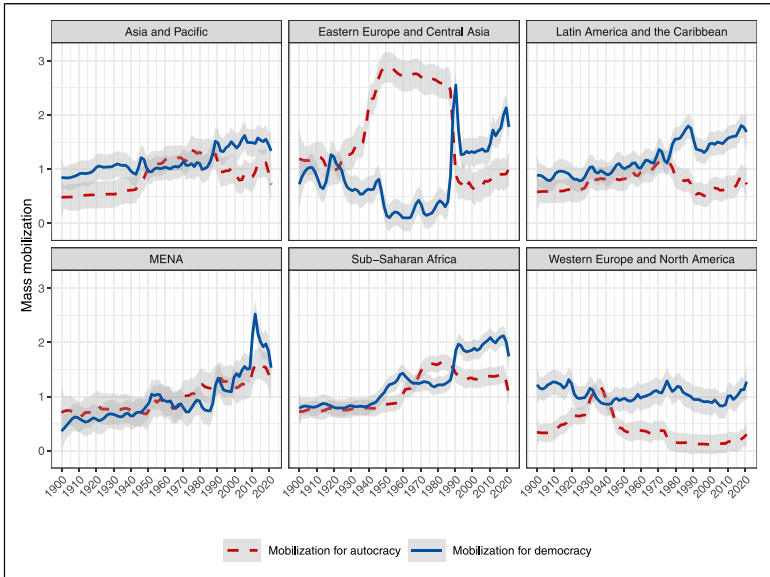 Asia and Pacific
Eastern Europe and Central Asia
Latin America and the Caribbean
3
2
1
0
Mass mobilization
MENA
Sub−Saharan Africa
Western Europe and North America
3
2
1
0
1900 1910 1920 1930 1940 1950 1960 1970 1980 1990 2000 2010 2020
1900 1910 1920 1930 1940 1950 1960 1970 1980 1990 2000 2010 2020
1900 1910 1920 1930 1940 1950 1960 1970 1980 1990 2000 2010 2020
Mobilization for autocracy
Mobilization for democracy